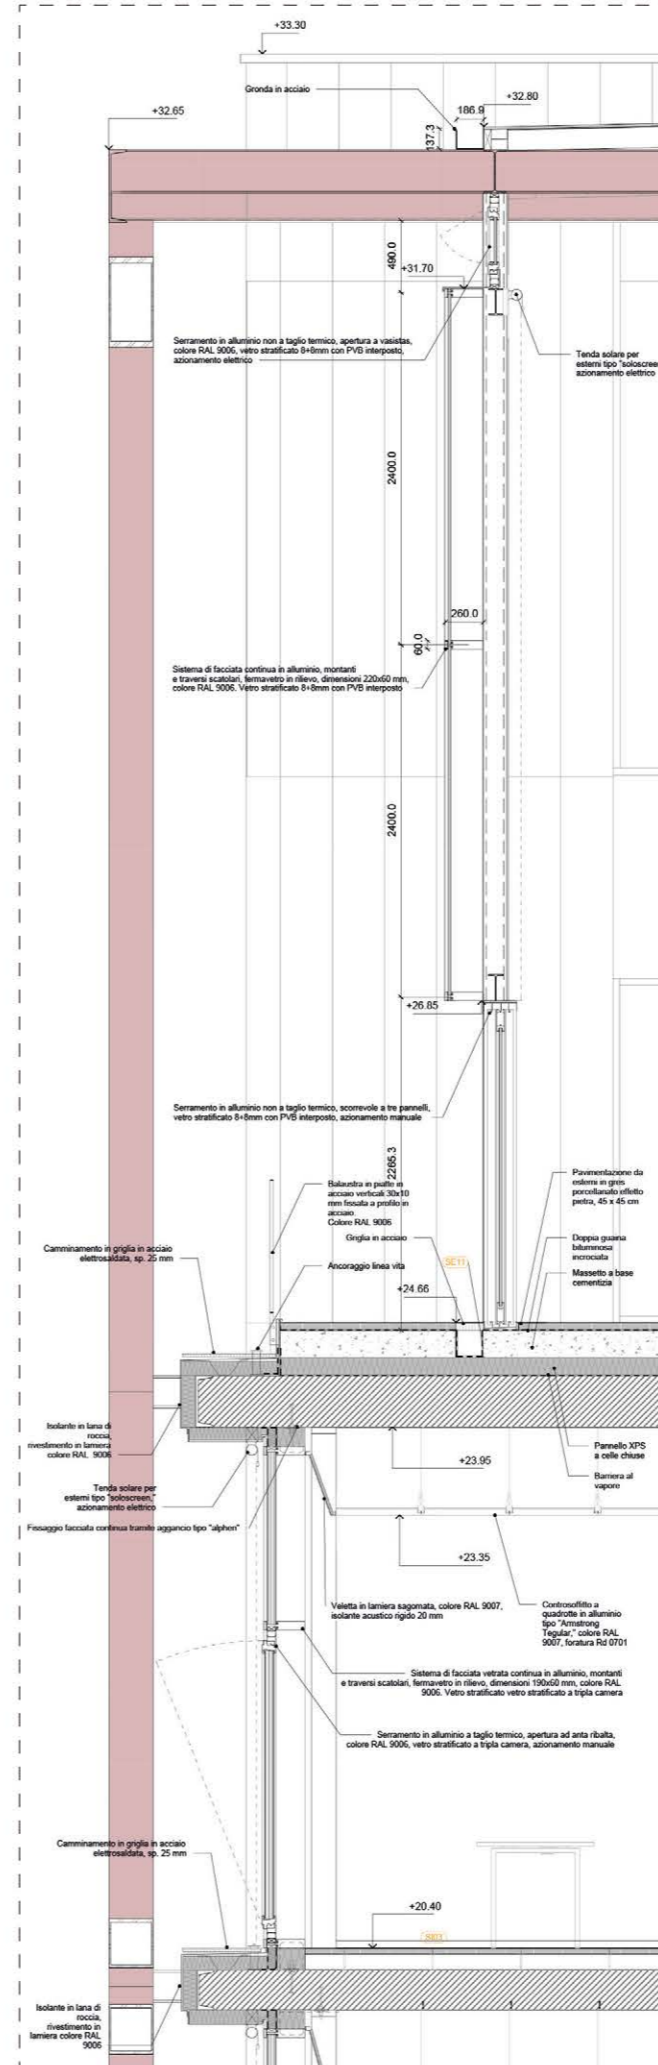 +33.30
Gronda in acciaio
+32.65
186.9
+32.80
137.3
490.0
+31.70
Serramento in alluminio non a taglio termico, apertura a vasistas,
colore RAL 9006, vetro stratificato 8+8mm con PVB interposto,
azionamento elettrico
Tenda solare per
esterni tipo "soloscreen
azionamento elettrico
2400.0
260.0
60.0
Sistema di facciata continua in alluminio, montanti
e traversi scatolari, fermavetro in rilievo, dimensioni 220x60 mm,
colore RAL 9006. Vetro stratificato 8+8mm con PVB interposto
2400.0
+26.85
Serramento in alluminio non a taglio termico, scorrevole a tre pannelli,
vetro stratificato 8+8mm con PVB interposto, azionamento manuale
2265.3
Balaustra in piatte in
acciaio verticali 30x10
mm fissata a profilo in
acciaio.
Colore RAL 9006
Pavimentazione da
esterni in gres
porcellanato effetto
pietra, 45 x 45 cm
Griglia in acciaio
Doppia guaina
bituminosa
incrociata
Camminamento in griglia in acciaio
elettrosaldata, sp. 25 mm
SE11
Ancoraggio linea vita
Massetto a base
cementizia
+24.66
Isolante in lana di
roccia,
rivestimento in lamiera
colore RAL 9006
Pannello XPS
a celle chiuse
+23.95
Barriera al
vapore
Tenda solare per
esterni tipo "soloscreen,"
azionamento elettrico
Fissaggio facciata continua tramite aggancio tipo "alphen"
+23.35
Veletta in lamiera sagomata, colore RAL 9007,
isolante acustico rigido 20 mm
Controsoffitto a
quadrotte in alluminio
tipo "Armstrong
Tegular," colore RAL
9007, foratura Rd 0701
Sistema di facciata vetrata continua in alluminio, montanti
e traversi scatolari, fermavetro in rilievo, dimensioni 190x60 mm, colore RAL
9006. Vetro stratificato vetro stratificato a tripla camera
Serramento in alluminio a taglio termico, apertura ad anta ribalta,
colore RAL 9006, vetro stratificato a tripla camera, azionamento manuale
Camminamento in griglia in acciaio
elettrosaldata, sp. 25 mm
+20.40
Isolante in lana di
roccia,
rivestimento in
lamiera colore RAL
9006